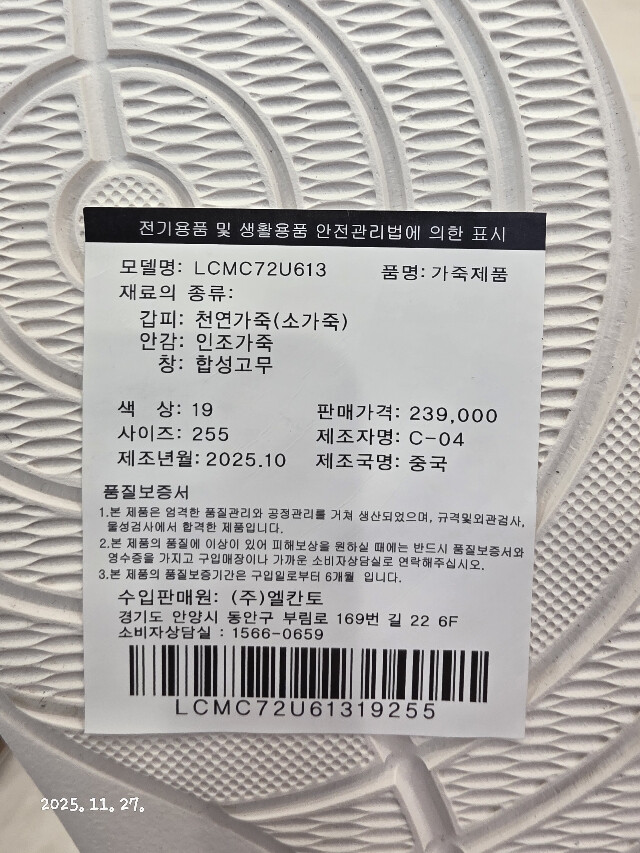 전기용품 및 생활용품 안전관리법에 의한 표시
모델명: LCMC72U613 품명: 가죽제품
재료의 종류:
갑피: 천연가죽(소가죽)
안감: 인조가죽
창: 합성고무
색 상: 19 판매가격: 239,000
사이즈: 255 제조자명: C-04
제조년월: 2025.10 제조국명: 중국
품질보증서
1.본 제품은 엄격한 품질관리와 공정관리를 거쳐 생산되었으며, 규격및외관검사,
물성검사에서 합격한 제품입니다.
2.본 제품의 품질에 이상이 있어 피해보상을 원하실 때에는 반드시 품질보증서와
영수증을 가지고 구입매장이나 가까운 소비자상담실로 연락해주십시오.
3.본 제품의 품질보증기간은 구입일로부터 6개월 입니다.
수입판매원: (주)엘칸토
경기도 안양시 동안구 부림로 169번 길 22 6F
소비자상담실 : 1566-0659
LCMC72U61319255
2025. 11. 27.